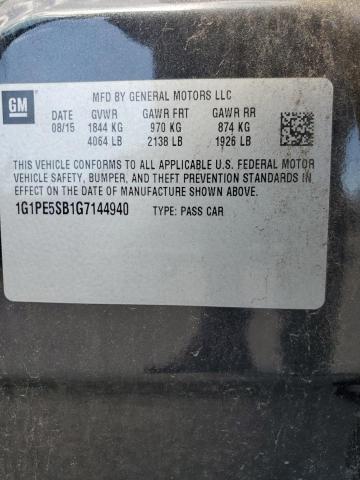 GM
MFD BY GENERAL MOTORS LLC
DATE GVWR GAWR FRT GAWR RR
08/15 1844 KG 970 KG 874 KG
4064 LB 2138 LB 1926 LB
THIS VEHICLE CONFORMS TO ALL APPLICABLE U.S. FEDERAL MOTOR
VEHICLE SAFETY, BUMPER, AND THEFT PREVENTION STANDARDS IN
EFFECT ON THE DATE OF MANUFACTURE SHOWN ABOVE.
1G1PE5SB1G7144940 TYPE: PASS CAR